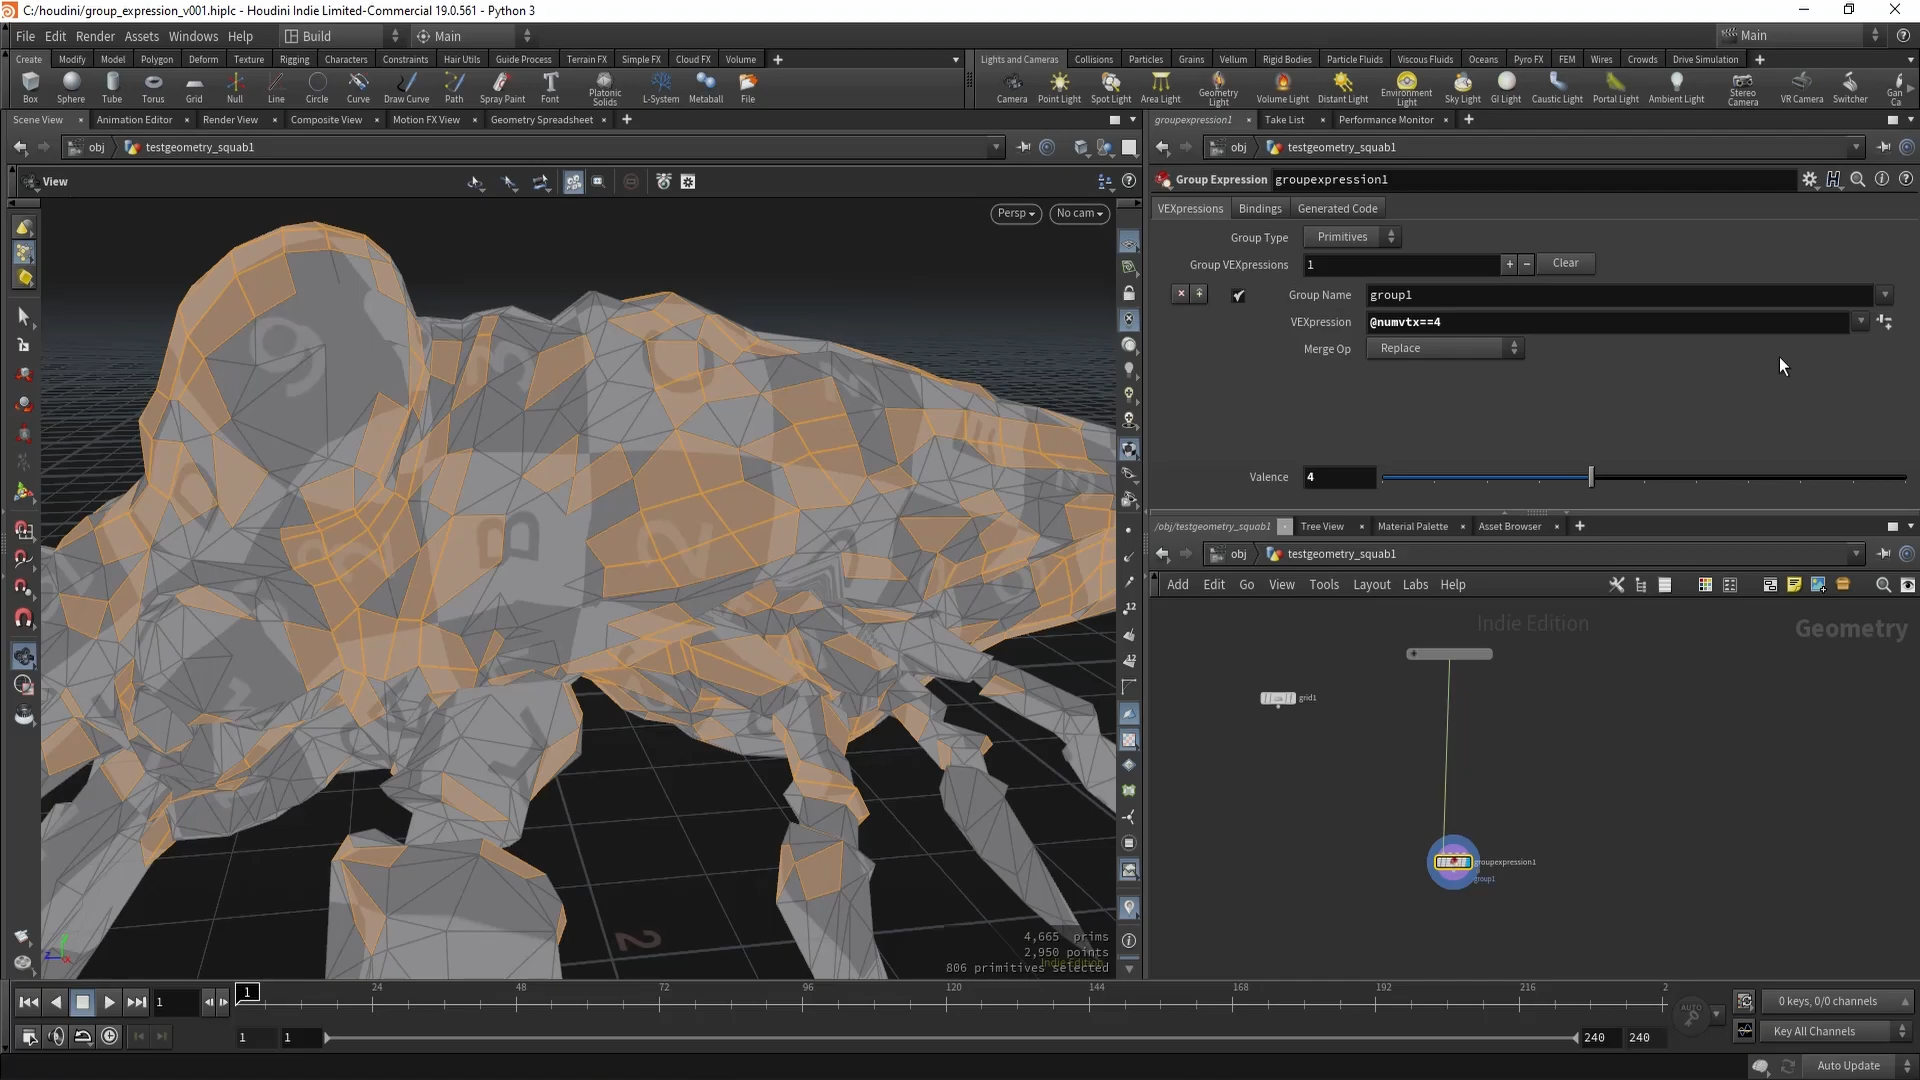 C:/houdini/group_expression_v001.hiplc - Houdini Indie Limited-Commercial 19.0.561 - Python 3
File Edit Render Assets Windows Help Build Main Main
Create Modify Model Polygon Deform Texture Rigging Characters Constraints Hair Utils Guide Process Terrain FX Simple FX Cloud FX Volume
Lights and Cameras Collisions Particles Grains Vellum Rigid Bodies Particle Fluids Viscous Fluids Oceans Pyro FX FEM Wires Crowds Drive Simulation
Box Sphere Tube Torus Grid Null Line Circle Curve Draw Curve Path Spray Paint Font Platonic Solids L-System Metaball File
Camera Point Light Spot Light Area Light Geometry Light Volume Light Distant Light Environment Light Sky Light GI Light Caustic Light Portal Light Ambient Light Stereo Camera VR Camera Switcher Gan Ca
Scene View Animation Editor Render View Composite View Motion FX View Geometry Spreadsheet
groupexpression1 Take List Performance Monitor
obj testgeometry_squab1
obj testgeometry_squab1
View
Persp No cam
Group Expression groupexpression1
VEXpressions Bindings Generated Code
Group Type Primitives
Group VEXpressions 1 Clear
Group Name group1
VEXpression @numvtx==4
Merge Op Replace
Valence 4
/obj/testgeometry_squab1 Tree View Material Palette Asset Browser
obj testgeometry_squab1
Add Edit Go View Tools Layout Labs Help
Indie Edition
Geometry
grid1
groupexpression1
group1
4,665 prims
2,950 points
Indie Edition
806 primitives selected
1 1 24 48 72 96 120 144 168 192 216 2
AUTO
0 keys, 0/0 channels
1 1 240 240
Key All Channels
Auto Update